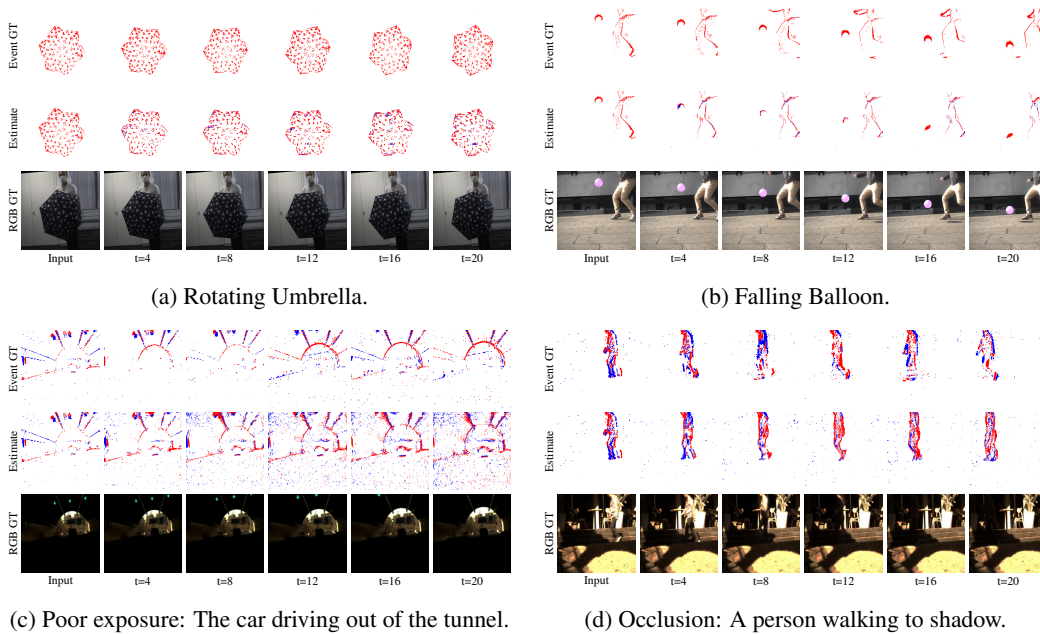 Event GT
Estimate
RGB GT
Input t=4 t=8 t=12 t=16 t=20
(a) Rotating Umbrella.
Event GT
Estimate
RGB GT
Input t=4 t=8 t=12 t=16 t=20
(b) Falling Balloon.
Event GT
Estimate
RGB GT
Input t=4 t=8 t=12 t=16 t=20
(c) Poor exposure: The car driving out of the tunnel.
Event GT
Estimate
RGB GT
Input t=4 t=8 t=12 t=16 t=20
(d) Occlusion: A person walking to shadow.